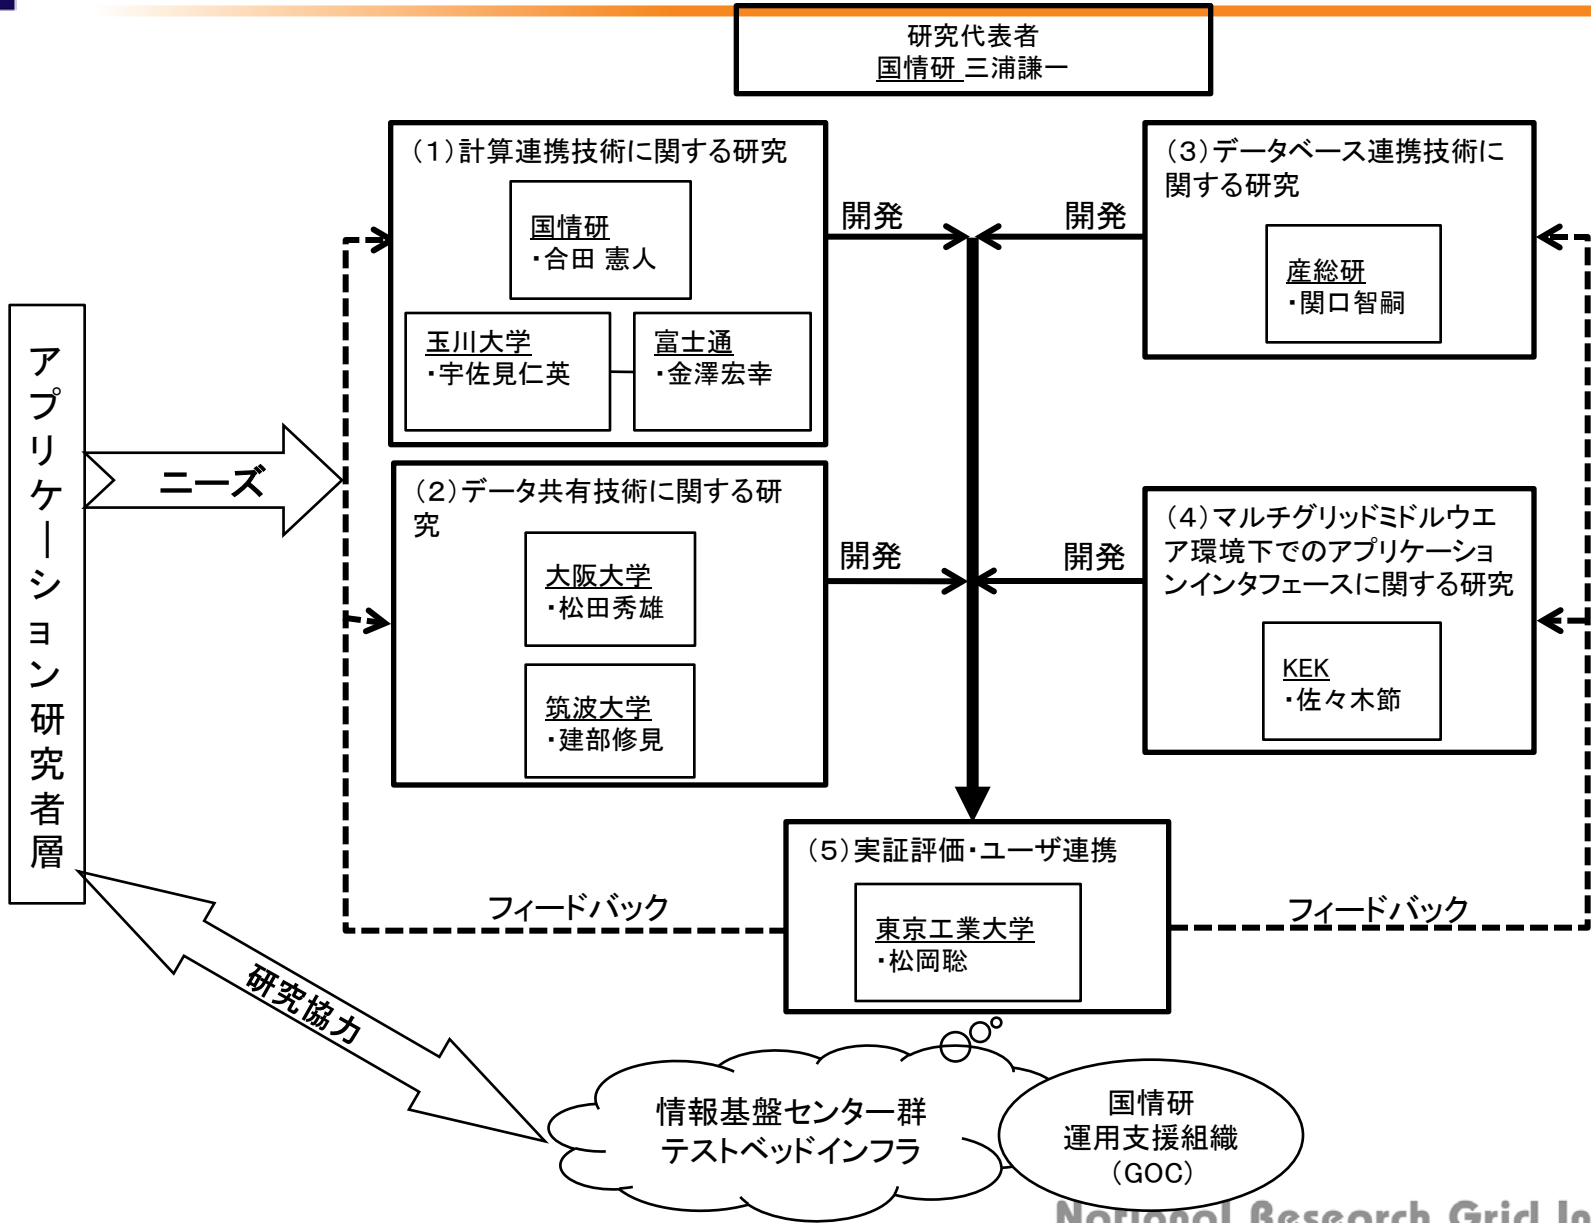 研究代表者
国情研 三浦謙一
(1)計算連携技術に関する研究
国情研
・合田 憲人
玉川大学
・宇佐見仁英
富士通
・金澤宏幸
(3)データベース連携技術に
関する研究
産総研
・関口智嗣
開発
開発
アプリケーション研究者層
ニーズ
(2)データ共有技術に関する研
究
大阪大学
・松田秀雄
筑波大学
・建部修見
開発
開発
(4)マルチグリッドミドルウエ
ア環境下でのアプリケーショ
ンインタフェースに関する研究
KEK
・佐々木節
(5)実証評価・ユーザ連携
東京工業大学
・松岡聡
フィードバック
フィードバック
研究協力
情報基盤センター群
テストベッドインフラ
国情研
運用支援組織
(GOC)
National Research Grid In